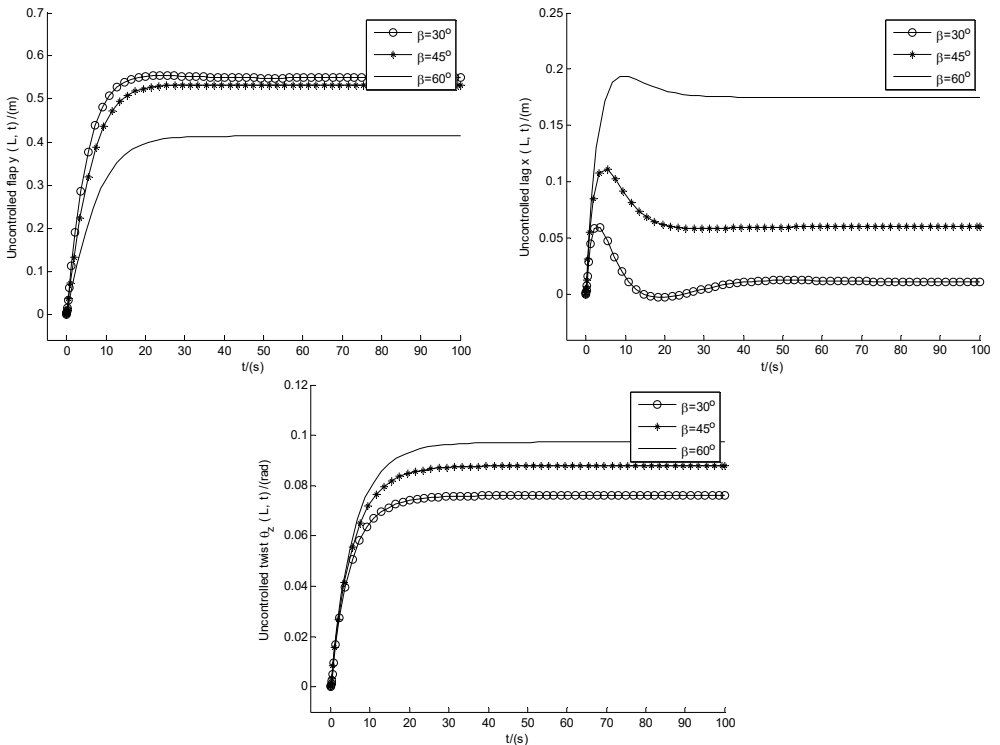 Uncontrolled flap y ( L, t) /(m)
0.7
0.6
0.5
0.4
0.3
0.2
0.1
0
0 10 20 30 40 50 60 70 80 90 100
t/(s)
β=30°
β=45°
β=60°
Uncontrolled lag x ( L, t) /(m)
0.25
0.2
0.15
0.1
0.05
0
0 10 20 30 40 50 60 70 80 90 100
t/(s)
β=30°
β=45°
β=60°
Uncontrolled twist θz ( L, t) /(rad)
0.12
0.1
0.08
0.06
0.04
0.02
0
0 10 20 30 40 50 60 70 80 90 100
t/(s)
β=30°
β=45°
β=60°